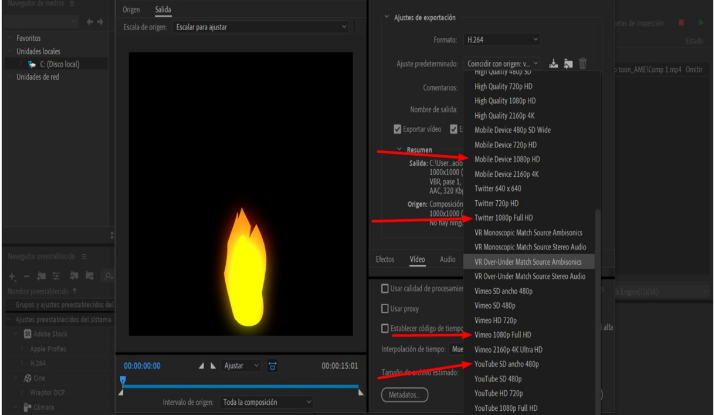 Navegador de medios
Favoritos
Unidades locales
C: (Disco local)
Unidades de red
Navegador preestablecidos
Nombre preestablecido
Grupos y ajustes preestablecidos del
Ajustes preestablecidos del sistema
Adobe Stock
Apple ProRes
H.264
Cine
Wraptor DCP
Cámara
Origen Salida
Escala de origen: Escalar para ajustar
00:00:00:00 Ajustar 00:00:15:01
Intervalo de origen: Toda la composición
Ajustes de exportación
Formato: H.264
Ajuste predeterminado: Coincidir con origen: v...
Comentarios:
Nombre de salida:
Exportar vídeo
Resumen
Salida: C:\User...
1000x1000 (
VBR, pase 1,
AAC, 320 Kb
Origen: Composición
1000x1000 (
No hay ning
Efectos Vídeo Audio
Usar calidad de procesamien
Usar proxy
Establecer código de tiempo
Interpolación de tiempo: Mue
Tamaño de archivo estimado:
Metadatos...
High Quality 480p SD
High Quality 720p HD
High Quality 1080p HD
High Quality 2160p 4K
Mobile Device 480p SD Wide
Mobile Device 720p HD
Mobile Device 1080p HD
Mobile Device 2160p 4K
Twitter 640 x 640
Twitter 720p HD
Twitter 1080p Full HD
VR Monoscopic Match Source Ambisonics
VR Monoscopic Match Source Stereo Audio
VR Over-Under Match Source Ambisonics
VR Over-Under Match Source Stereo Audio
Vimeo SD ancho 480p
Vimeo SD 480p
Vimeo HD 720p
Vimeo 1080p Full HD
Vimeo 2160p 4K Ultra HD
YouTube SD ancho 480p
YouTube SD 480p
YouTube HD 720p
YouTube 1080p Full HD
alta
etas de inspección
Estado
toon_AME\Comp 1.mp4 Omitir